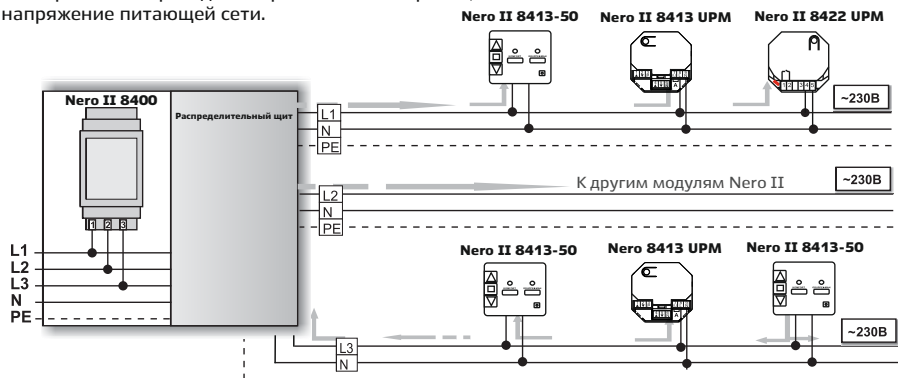 напряжение питающей сети.
Nero II 8413-50 Nero II 8413 UPM Nero II 8422 UPM
Nero II 8400
Распределительный щит
~230В
L1
N
PE
К другим модулям Nero II
~230В
L2
N
PE
1 2 3
L1
L2
L3
N
PE
Nero II 8413-50 Nero 8413 UPM Nero II 8413-50
~230В
L3
N